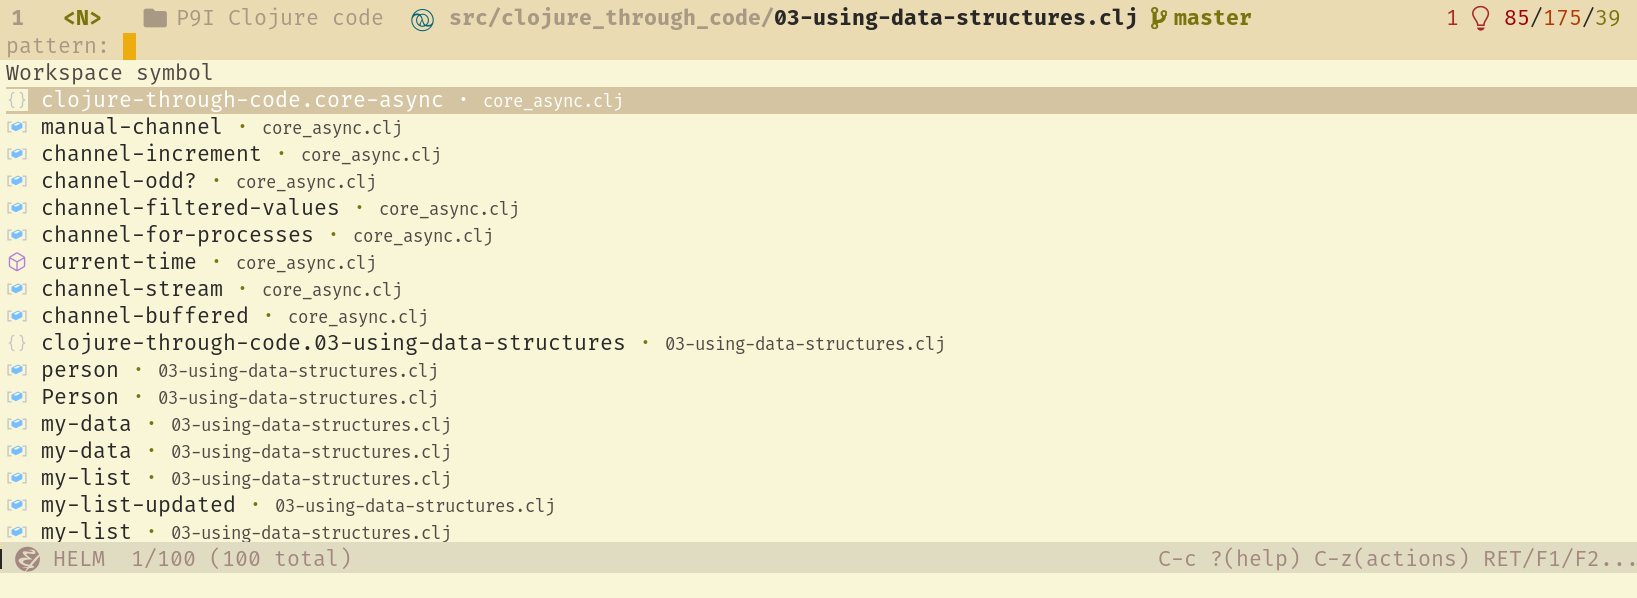 1 <N> P9I Clojure code src/clojure_through_code/03-using-data-structures.clj master 1 85/175/39
pattern:
Workspace symbol
{} clojure-through-code.core-async · core_async.clj
manual-channel · core_async.clj
channel-increment · core_async.clj
channel-odd? · core_async.clj
channel-filtered-values · core_async.clj
channel-for-processes · core_async.clj
current-time · core_async.clj
channel-stream · core_async.clj
channel-buffered · core_async.clj
{} clojure-through-code.03-using-data-structures · 03-using-data-structures.clj
person · 03-using-data-structures.clj
Person · 03-using-data-structures.clj
my-data · 03-using-data-structures.clj
my-data · 03-using-data-structures.clj
my-list · 03-using-data-structures.clj
my-list-updated · 03-using-data-structures.clj
my-list · 03-using-data-structures.clj
HELM 1/100 (100 total) C-c ?(help) C-z(actions) RET/F1/F2...